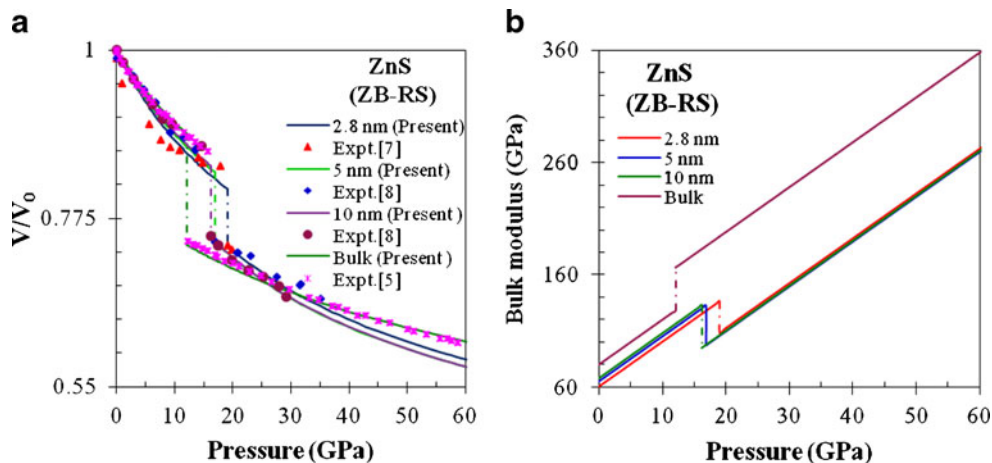 a
1
ZnS
(ZB-RS)
2.8 nm (Present)
Expt.[7]
5 nm (Present)
Expt.[8]
10 nm (Present )
Expt.[8]
Bulk (Present)
Expt.[5]
V/V0
0.775
0.55
0 10 20 30 40 50 60
Pressure (GPa)
b
360
ZnS
(ZB-RS)
2.8 nm
5 nm
10 nm
Bulk
Bulk modulus (GPa)
260
160
60
0 10 20 30 40 50 60
Pressure (GPa)